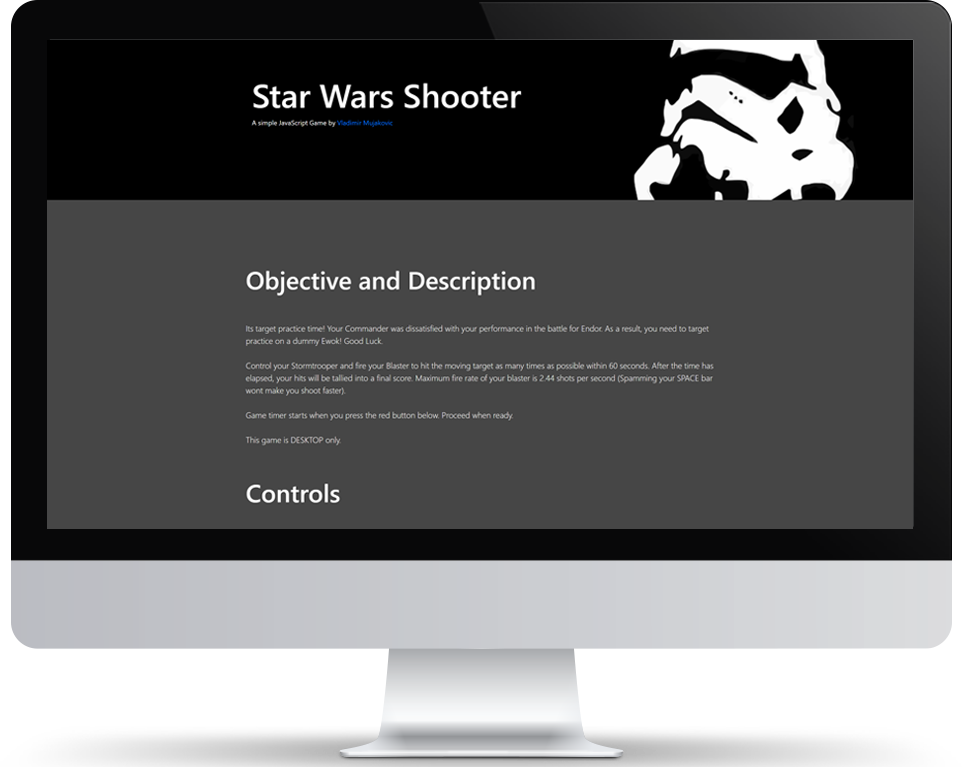 Star Wars Shooter
A simple JavaScript Game by Vladimir Mujakovic
Objective and Description
Its target practice time! Your Commander was dissatisfied with your performance in the battle for Endor. As a result, you need to target
practice on a dummy Ewok! Good Luck.
Control your Stormtrooper and fire your Blaster to hit the moving target as many times as possible within 60 seconds. After the time has
elapsed, your hits will be tallied into a final score. Maximum fire rate of your blaster is 2.44 shots per second (Spamming your SPACE bar
wont make you shoot faster).
Game timer starts when you press the red button below. Proceed when ready.
This game is DESKTOP only.
Controls